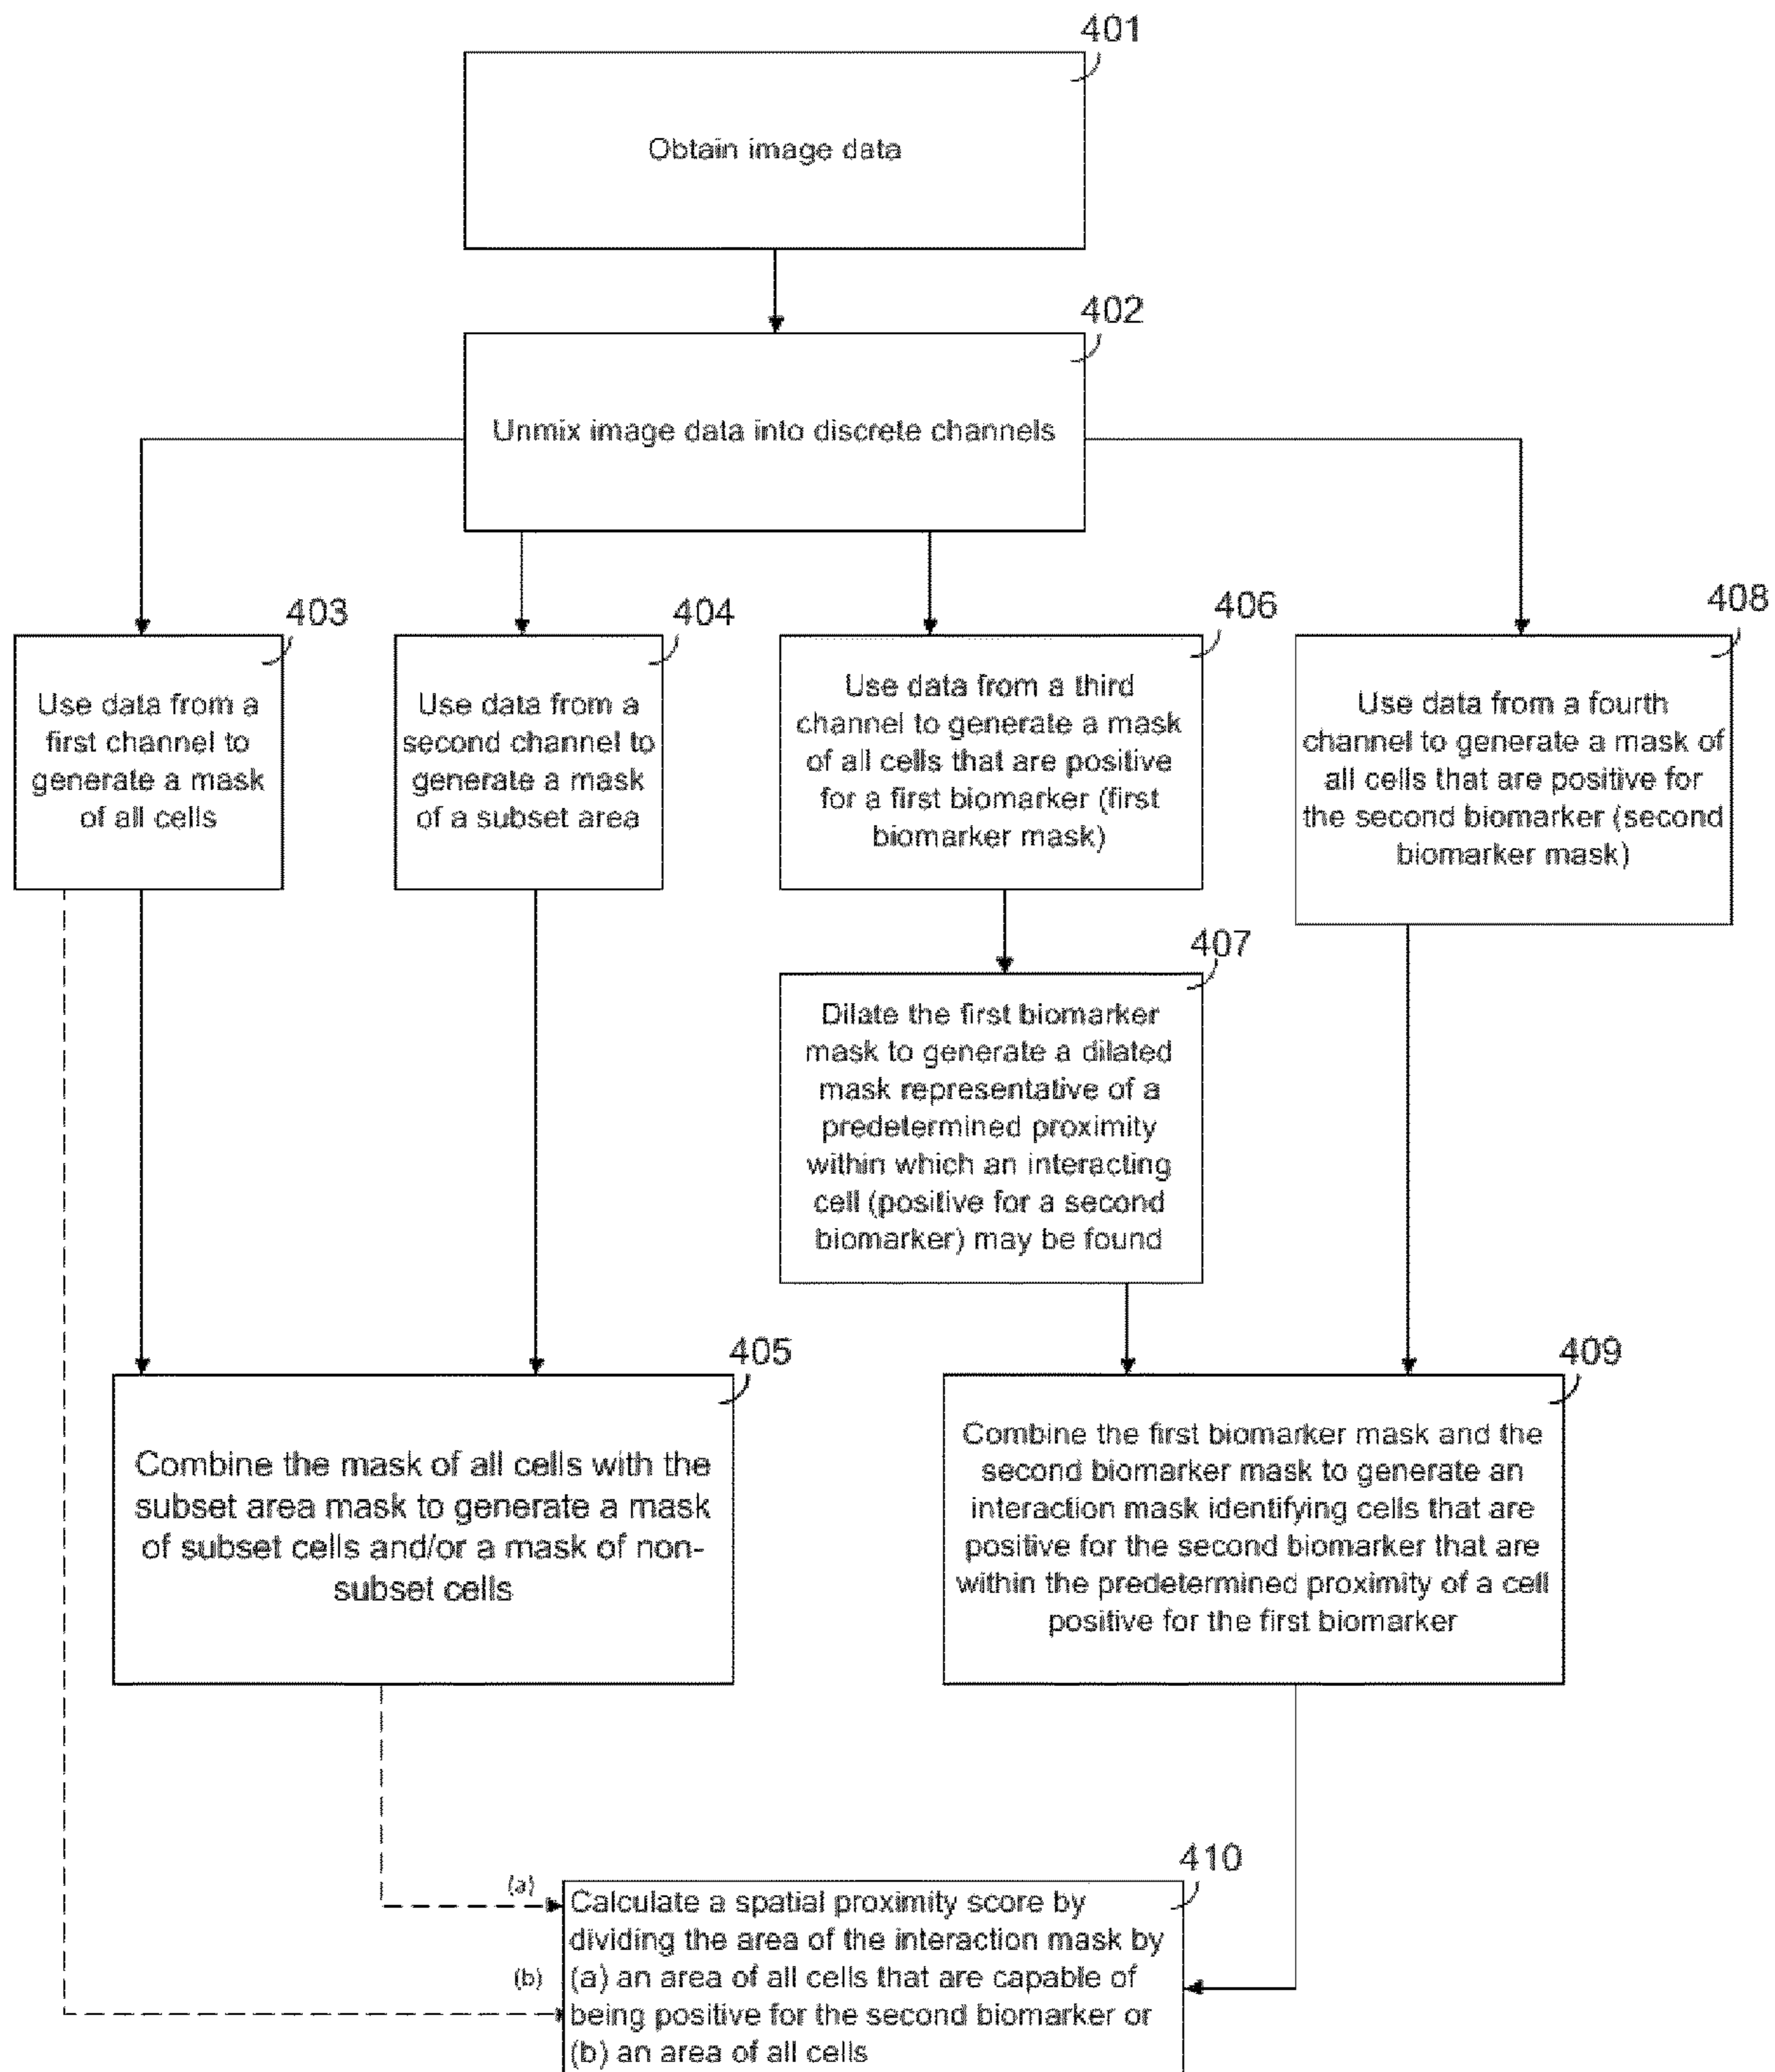 401
Obtain image data
402
Unmix image data into discrete channels
403
Use data from a
first channel to
generate a mask
of all cells
404
Use data from a
second channel to
generate a mask
of a subset area
406
Use data from a third
channel to generate a mask
of all cells that are positive
for a first biomarker (first
biomarker mask)
408
Use data from a fourth
channel to generate a mask of
all cells that are positive for
the second biomarker (second
biomarker mask)
407
Dilate the first biomarker
mask to generate a dilated
mask representative of a
predetermined proximity
within which an interacting
cell (positive for a second
biomarker) may be found
405
Combine the mask of all cells with the
subset area mask to generate a mask
of subset cells and/or a mask of non-
subset cells
409
Combine the first biomarker mask and the
second biomarker mask to generate an
interaction mask identifying cells that are
positive for the second biomarker that are
within the predetermined proximity of a cell
positive for the first biomarker
410
(a)
(b)
Calculate a spatial proximity score by
dividing the area of the interaction mask by
(a) an area of all cells that are capable of
being positive for the second biomarker or
(b) an area of all cells